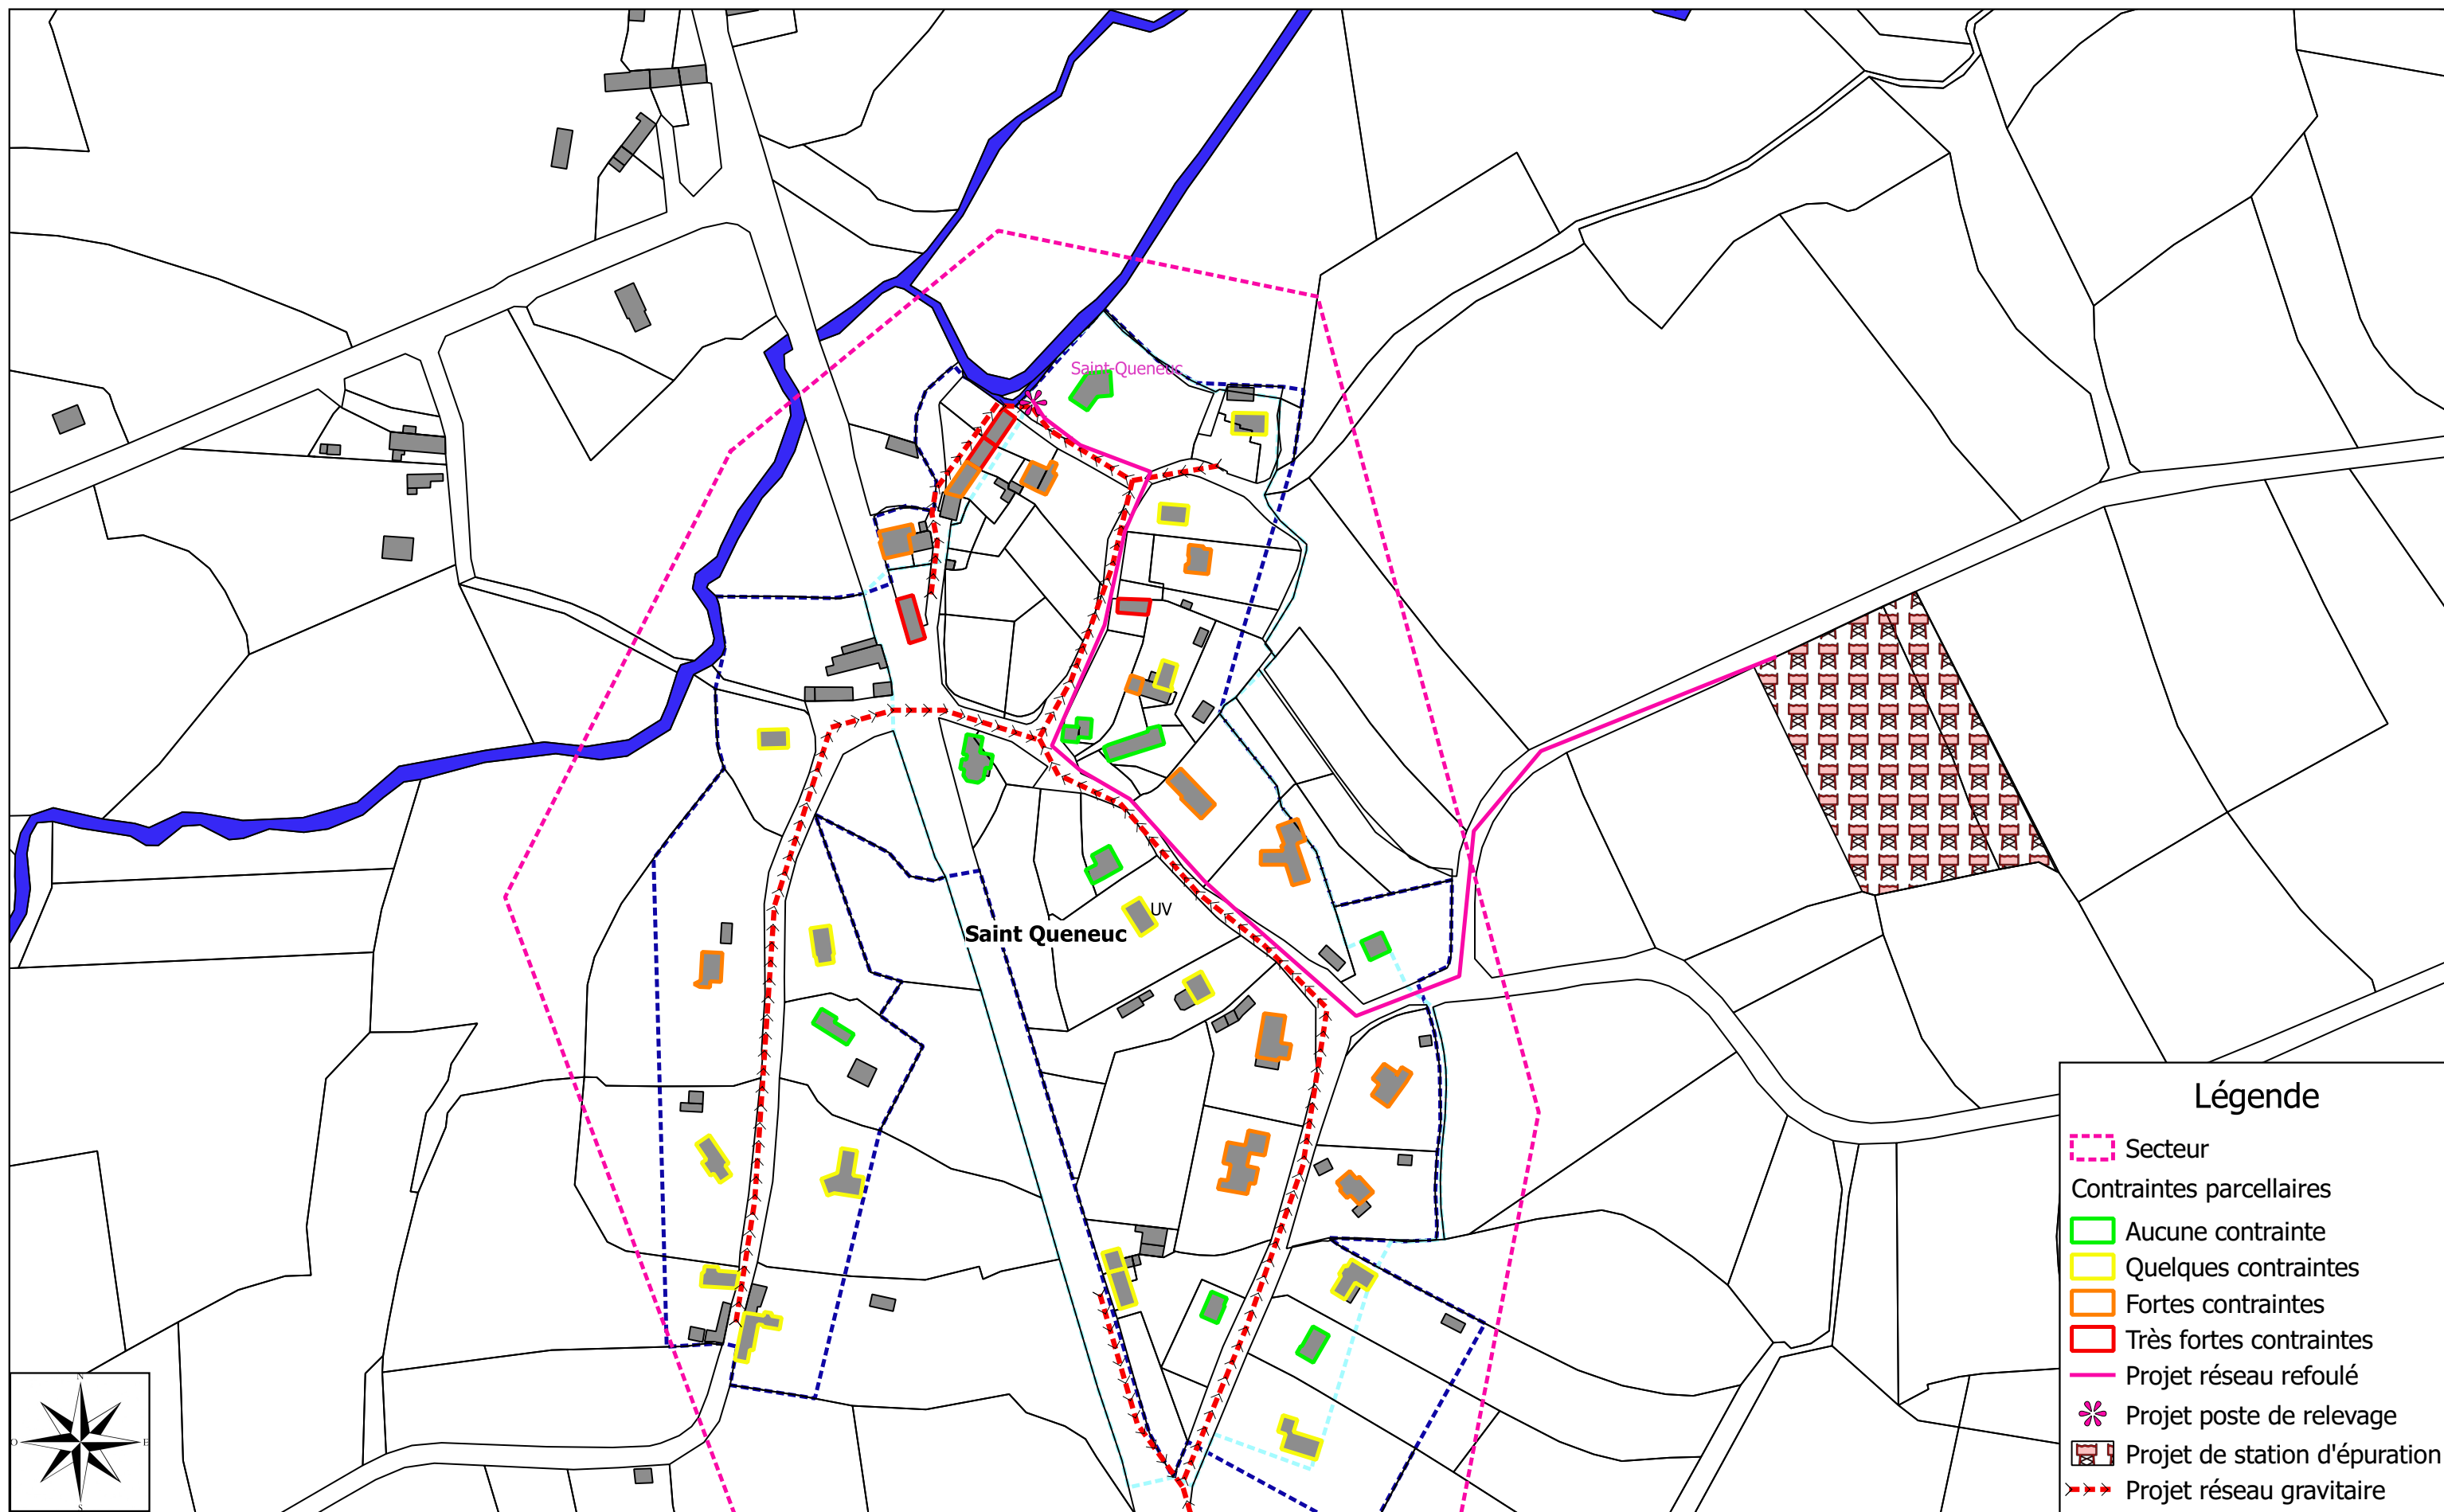 Saint-Queneuc
UV
Saint Queneuc
Légende
Secteur
Contraintes parcellaires
Aucune contrainte
Quelques contraintes
Fortes contraintes
Très fortes contraintes
Projet réseau refoulé
Projet poste de relevage
Projet de station d'épuration
Projet réseau gravitaire
N
O
E
S